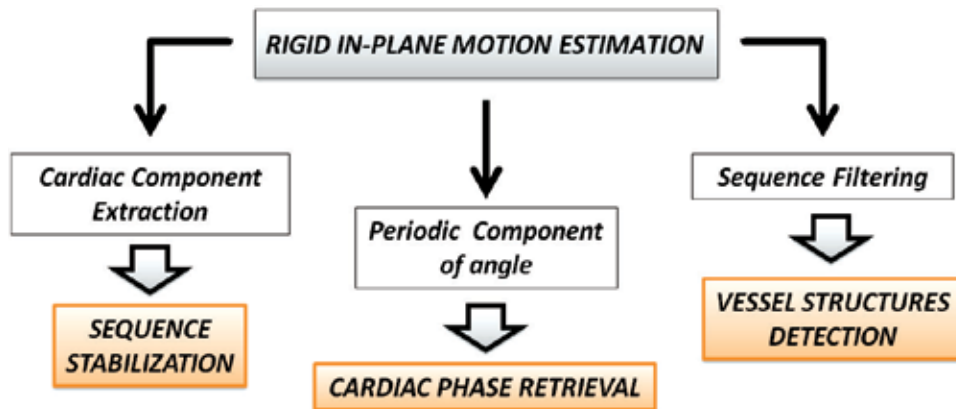 RIGID IN-PLANE MOTION ESTIMATION
Cardiac Component
Extraction
SEQUENCE
STABILIZATION
Periodic Component
of angle
CARDIAC PHASE RETRIEVAL
Sequence Filtering
VESSEL STRUCTURES
DETECTION